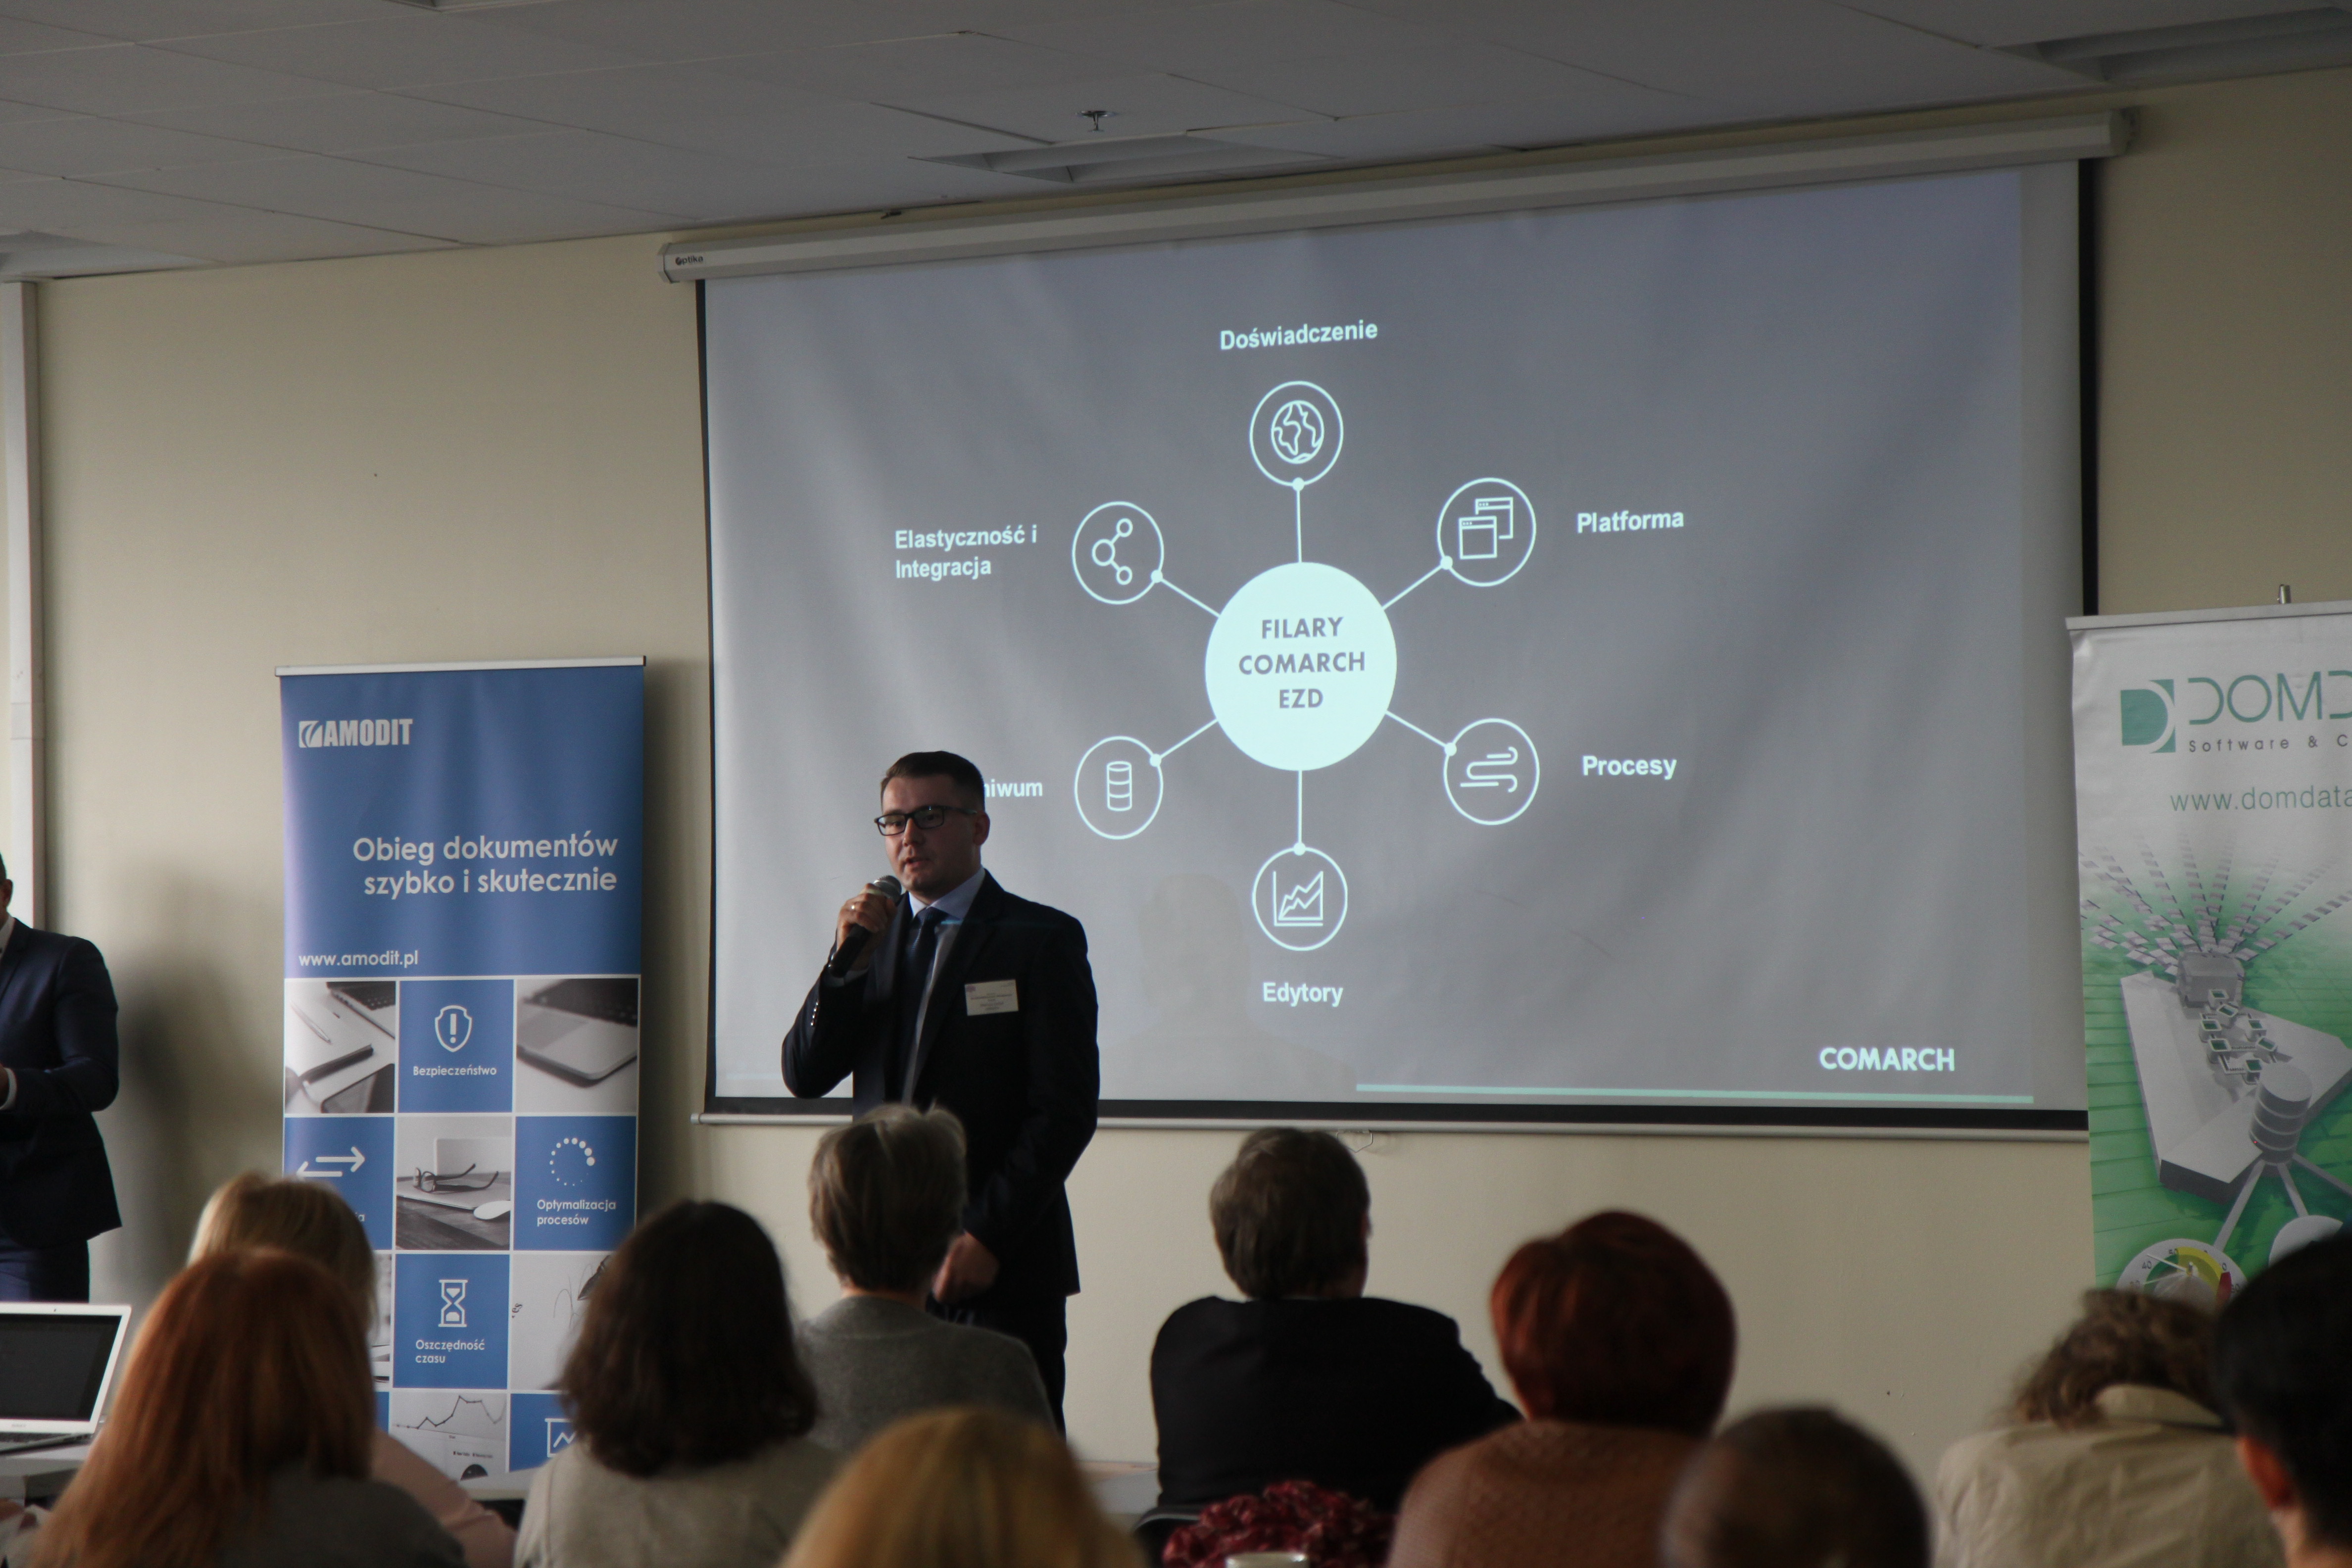 optika
Doświadczenie
Elastyczność i
Integracja
Platforma
FILARY
COMARCH
EZD
Procesy
Edytory
COMARCH
AMODIT
Obieg dokumentów
szybko i skutecznie
www.amodit.pl
Bezpieczeństwo
Optymalizacja
procesów
Oszczędność
czasu
Software &